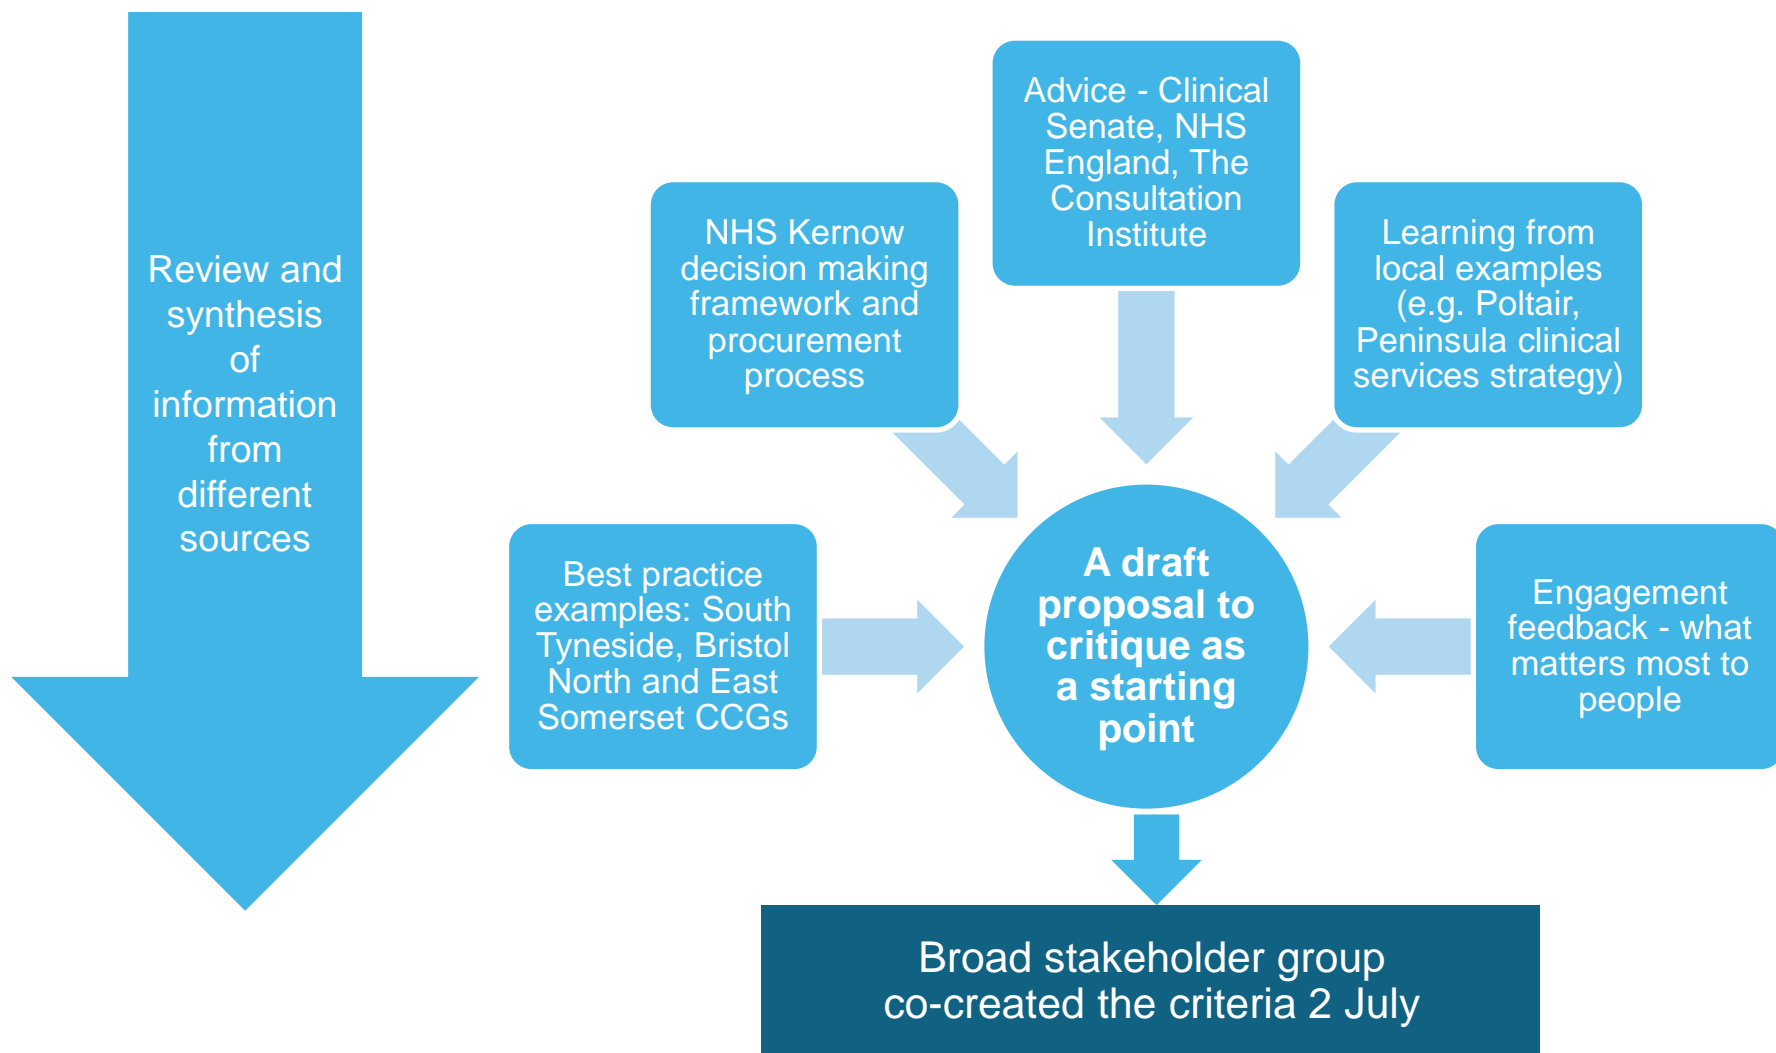 Review and
synthesis
of
information
from
different
sources
Best practice
examples: South
Tyneside, Bristol
North and East
Somerset CCGs
NHS Kernow
decision making
framework and
procurement
process
Advice - Clinical
Senate, NHS
England, The
Consultation
Institute
Learning from
local examples
(e.g. Poltair,
Peninsula clinical
services strategy)
Engagement
feedback - what
matters most to
people
A draft
proposal to
critique as
a starting
point
Broad stakeholder group
co-created the criteria 2 July